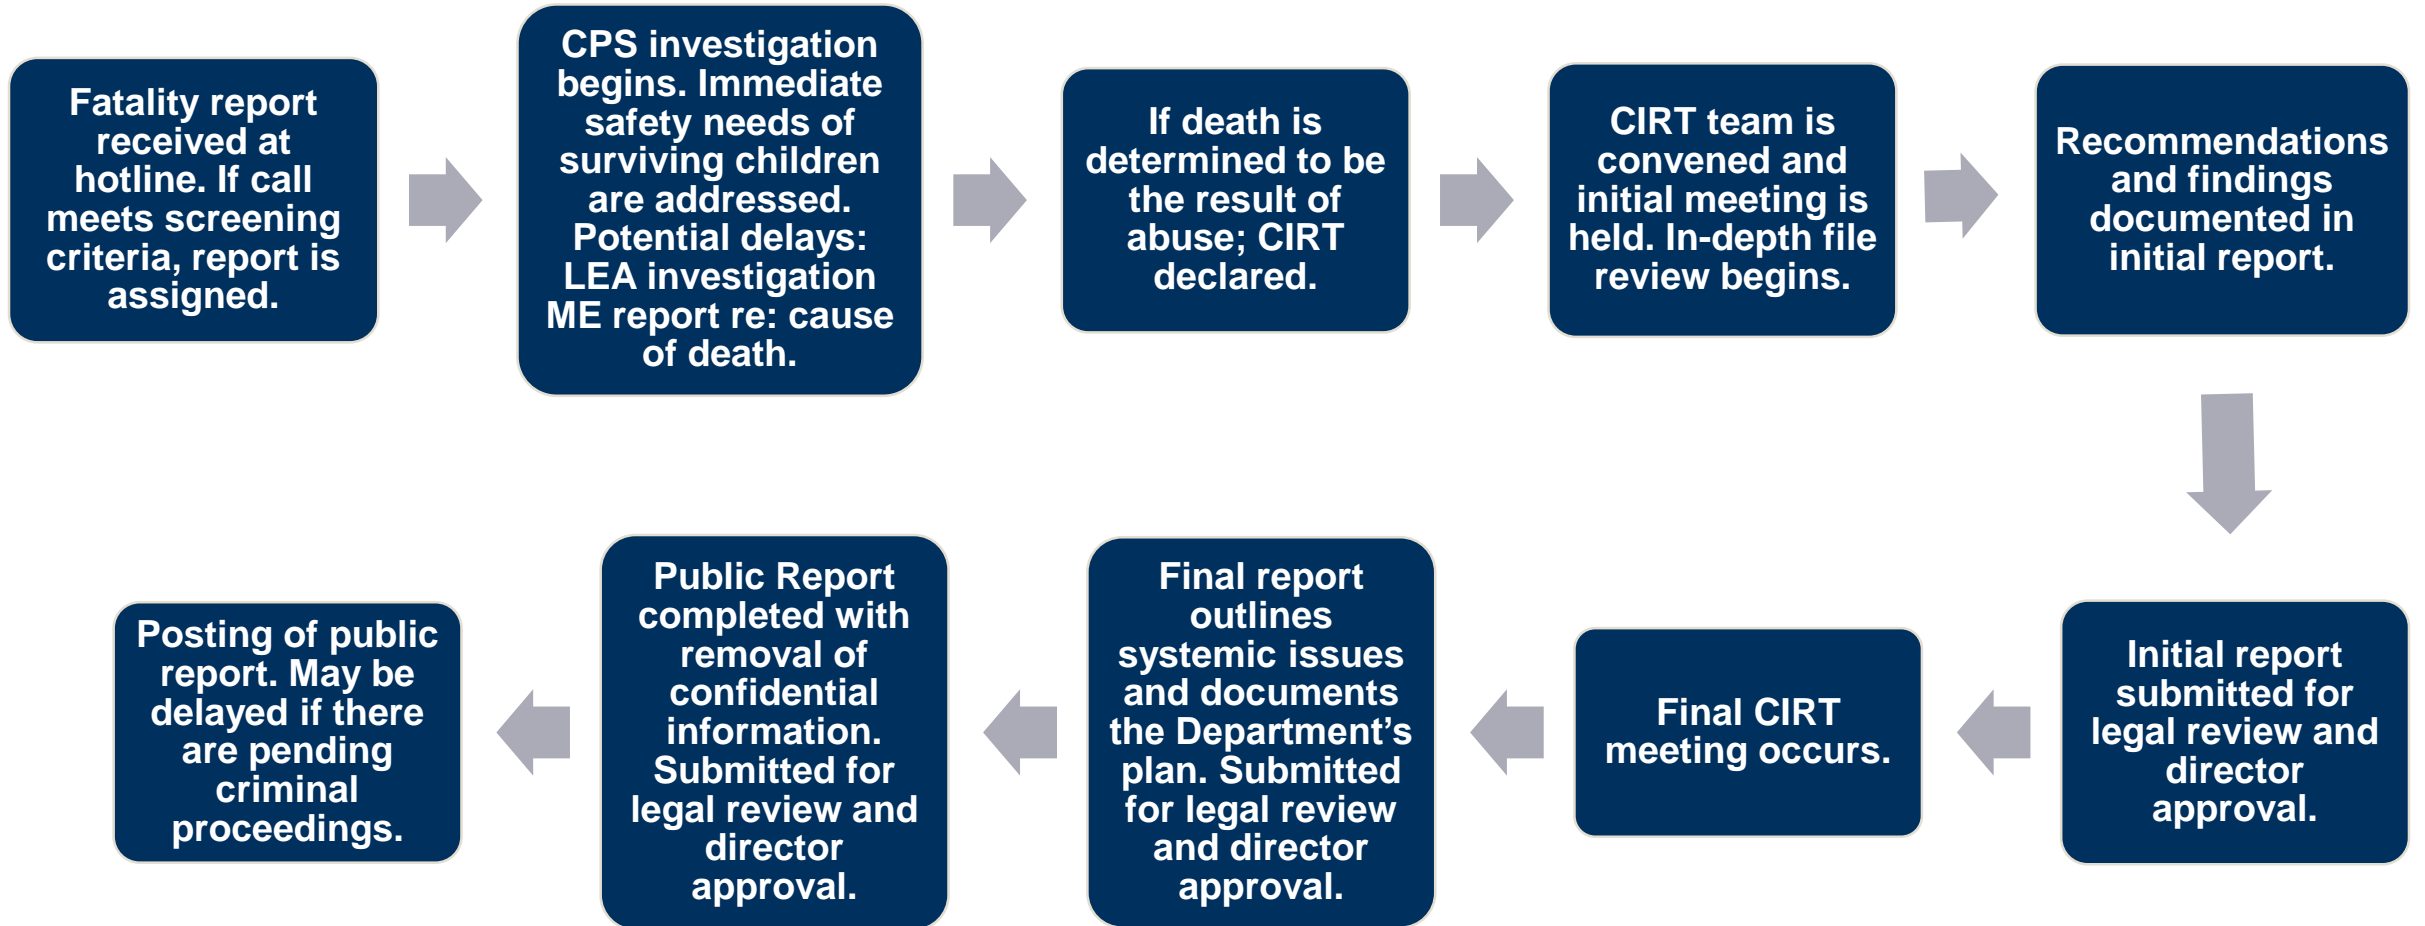 Fatality report
received at
hotline. If call
meets screening
criteria, report is
assigned.
CPS investigation
begins. Immediate
safety needs of
surviving children
are addressed.
Potential delays:
LEA investigation
ME report re: cause
of death.
If death is
determined to be
the result of
abuse; CIRT
declared.
CIRT team is
convened and
initial meeting is
held. In-depth file
review begins.
Recommendations
and findings
documented in
initial report.
Initial report
submitted for
legal review and
director
approval.
Final CIRT
meeting occurs.
Final report
outlines
systemic issues
and documents
the Department’s
plan. Submitted
for legal review
and director
approval.
Public Report
completed with
removal of
confidential
information.
Submitted for
legal review and
director
approval.
Posting of public
report. May be
delayed if there
are pending
criminal
proceedings.